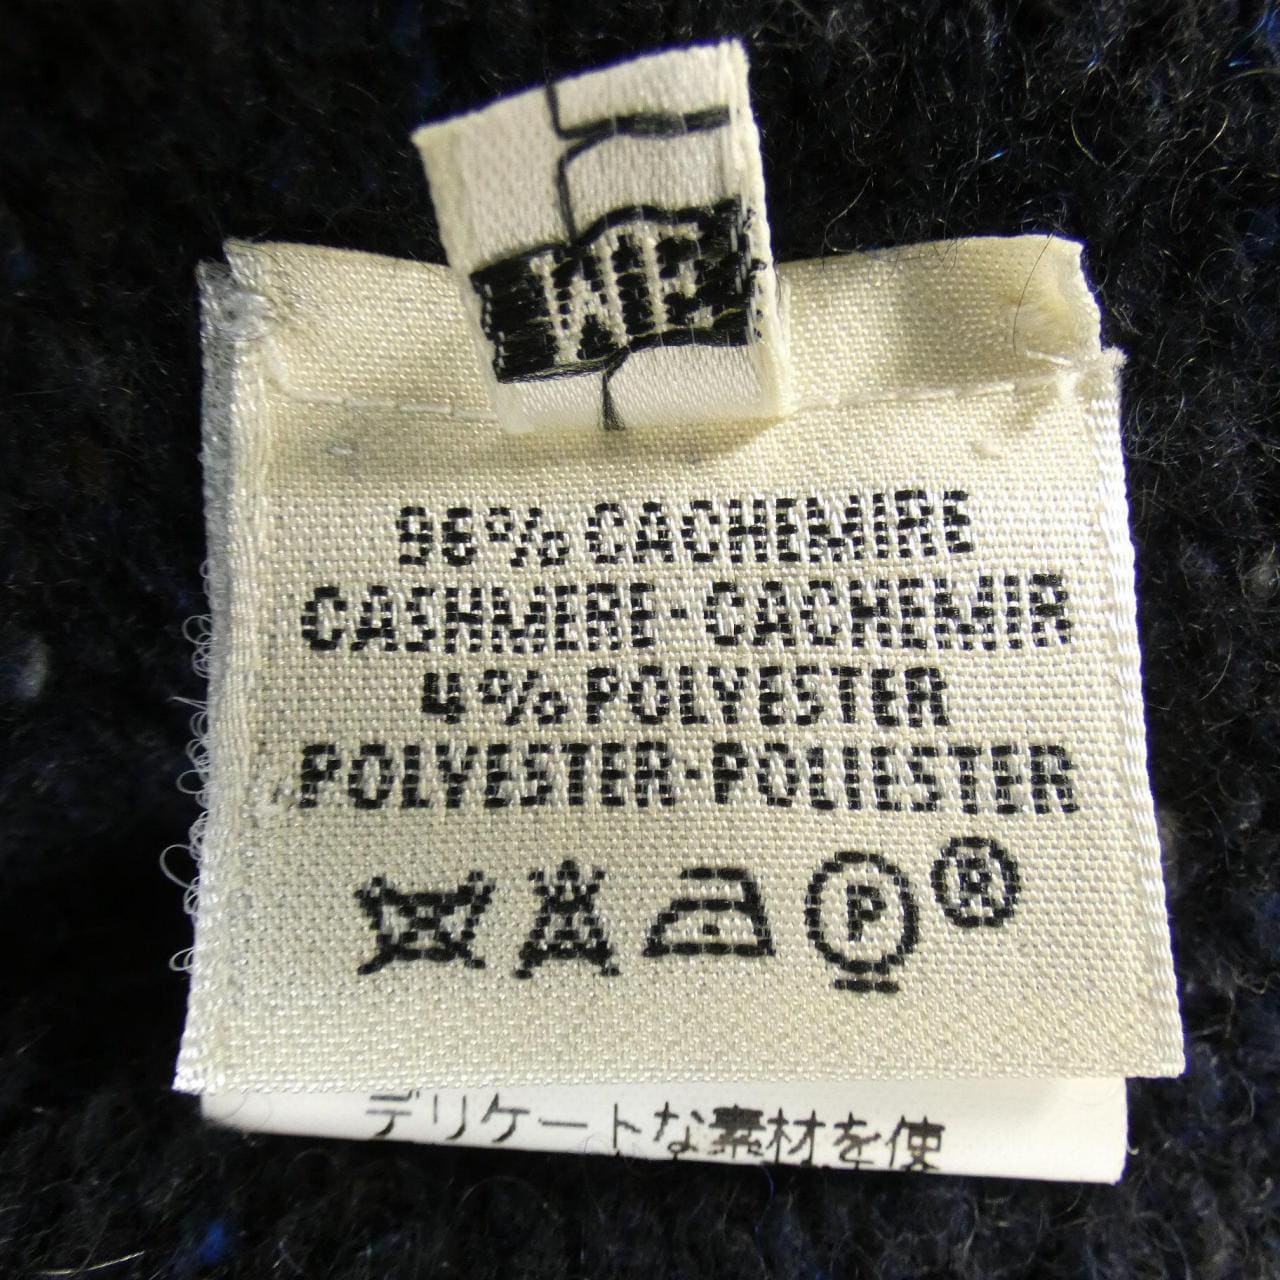 96% CACHEMIRE
CASHMERE-CACHEMIR
4% POLYESTER
POLYESTER-POLIESTER
P ®
デリケートな素材を使